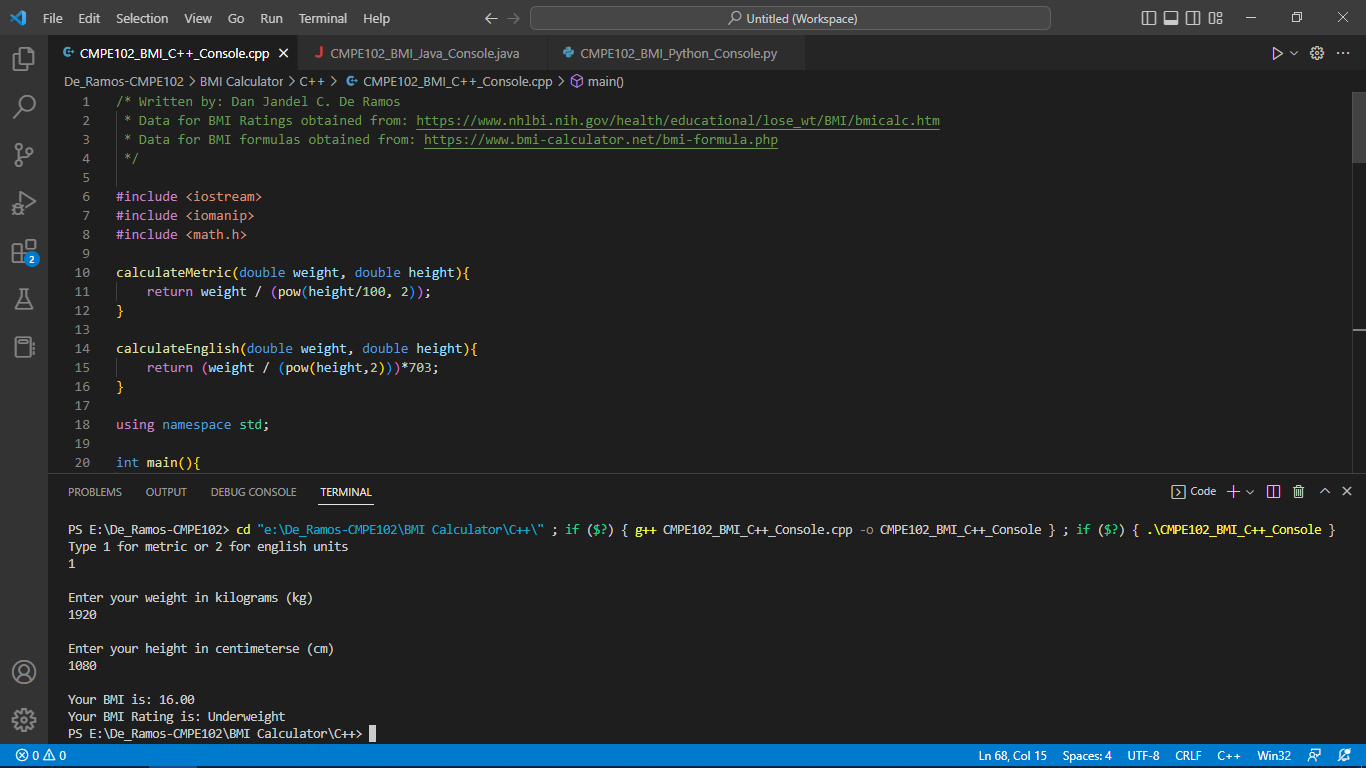 File Edit Selection View Go Run Terminal Help Untitled (Workspace)
CMPE102_BMI_C++_Console.cpp CMPE102_BMI_Java_Console.java CMPE102_BMI_Python_Console.py
De_Ramos-CMPE102 > BMI Calculator > C++ > CMPE102_BMI_C++_Console.cpp > main()
1 /* Written by: Dan Jandel C. De Ramos
2 * Data for BMI Ratings obtained from: https://www.nhlbi.nih.gov/health/educational/lose_wt/BMI/bmicalc.htm
3 * Data for BMI formulas obtained from: https://www.bmi-calculator.net/bmi-formula.php
4 */
5
6 #include <iostream>
7 #include <iomanip>
8 #include <math.h>
9
10 calculateMetric(double weight, double height){
11 return weight / (pow(height/100, 2));
12 }
13
14 calculateEnglish(double weight, double height){
15 return (weight / (pow(height,2)))*703;
16 }
17
18 using namespace std;
19
20 int main(){
2
PROBLEMS OUTPUT DEBUG CONSOLE TERMINAL Code
PS E:\De_Ramos-CMPE102> cd "e:\De_Ramos-CMPE102\BMI Calculator\C++\" ; if ($?) { g++ CMPE102_BMI_C++_Console.cpp -o CMPE102_BMI_C++_Console } ; if ($?) { .\CMPE102_BMI_C++_Console }
Type 1 for metric or 2 for english units
1
Enter your weight in kilograms (kg)
1920
Enter your height in centimeterse (cm)
1080
Your BMI is: 16.00
Your BMI Rating is: Underweight
PS E:\De_Ramos-CMPE102\BMI Calculator\C++>
0 0 Ln 68, Col 15 Spaces: 4 UTF-8 CRLF C++ Win32